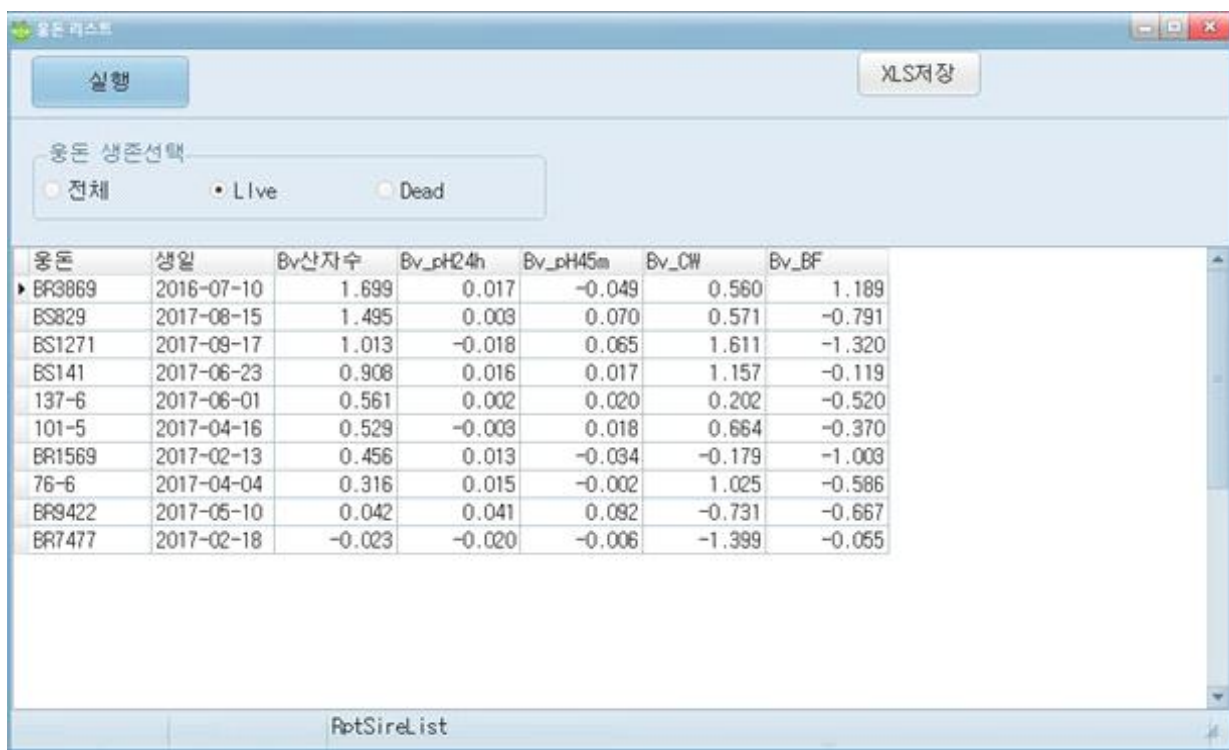 웅돈 리스트
실행 XLS저장
웅돈 생존선택
전체 LIve Dead
웅돈 생일 Bv산자수 Bv_pH24h Bv_pH45m Bv_CW Bv_BF
BR3869 2016-07-10 1.699 0.017 -0.049 0.560 1.189
BS829 2017-08-15 1.495 0.003 0.070 0.571 -0.791
BS1271 2017-09-17 1.013 -0.018 0.065 1.611 -1.320
BS141 2017-06-23 0.908 0.016 0.017 1.157 -0.119
137-6 2017-06-01 0.561 0.002 0.020 0.202 -0.520
101-5 2017-04-16 0.529 -0.003 0.018 0.664 -0.370
BR1569 2017-02-13 0.456 0.013 -0.034 -0.179 -1.003
76-6 2017-04-04 0.316 0.015 -0.002 1.025 -0.586
BR9422 2017-05-10 0.042 0.041 0.092 -0.731 -0.667
BR7477 2017-02-18 -0.023 -0.020 -0.006 -1.399 -0.055
RptSireList